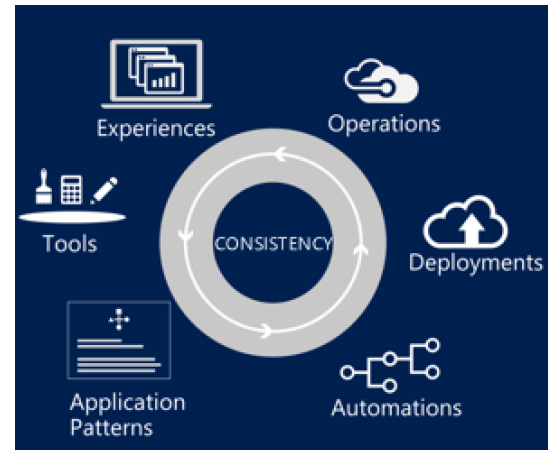 Experiences
Operations
Tools
CONSISTENCY
Deployments
Application
Patterns
Automations